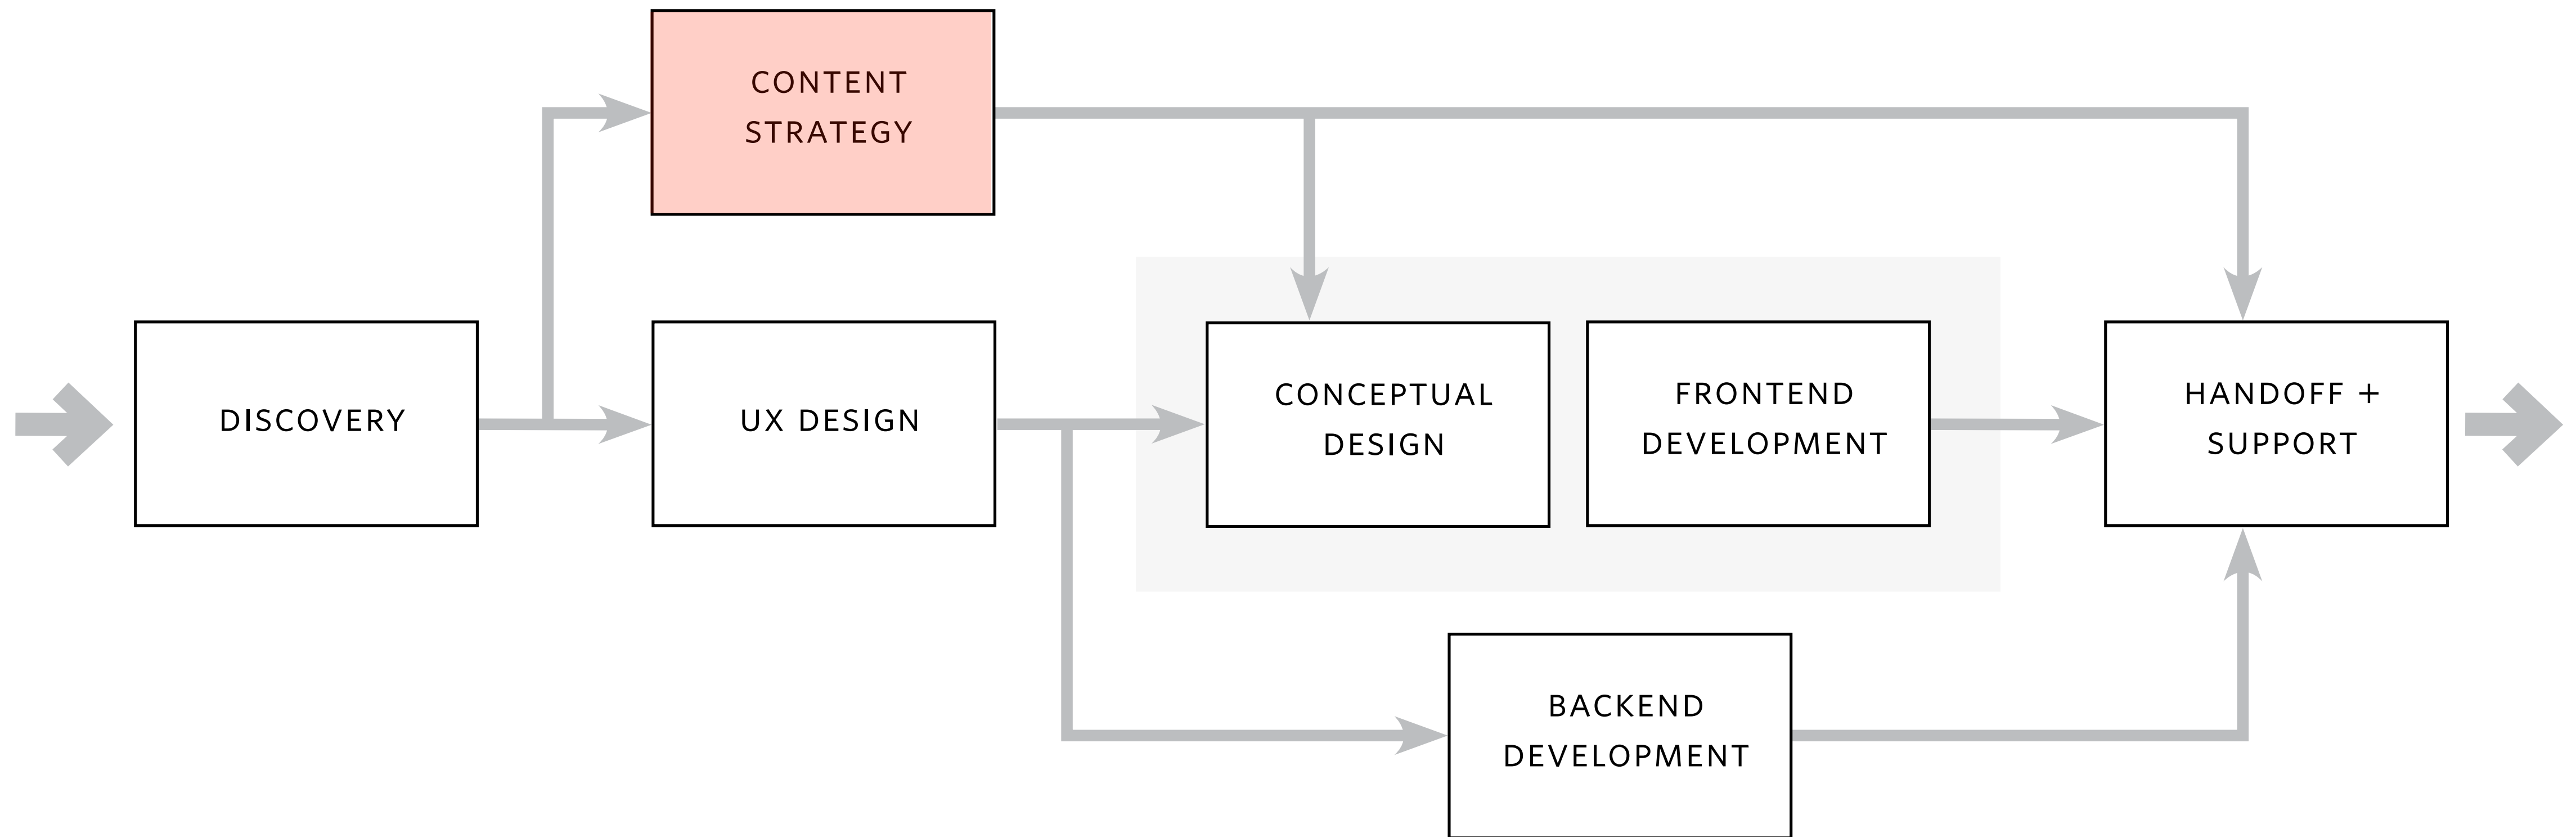 CONTENT
STRATEGY
DISCOVERY
UX DESIGN
CONCEPTUAL
DESIGN
FRONTEND
DEVELOPMENT
HANDOFF +
SUPPORT
BACKEND
DEVELOPMENT